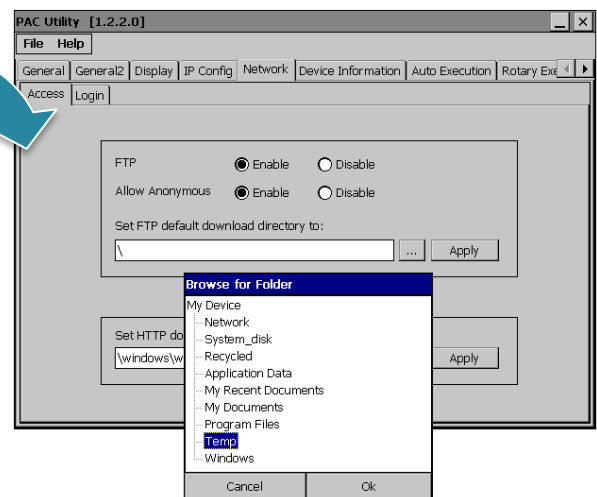 PAC Utility [1.2.2.0]
File Help
General General2 Display IP Config Network Device Information Auto Execution Rotary Exe
Access Login
FTP Enable Disable
Allow Anonymous Enable Disable
Set FTP default download directory to:
\ ... Apply
Browse for Folder
My Device
Network
System_disk
Recycled
Application Data
My Recent Documents
My Documents
Program Files
Temp
Windows
Cancel Ok
Set HTTP do
\windows\w Apply